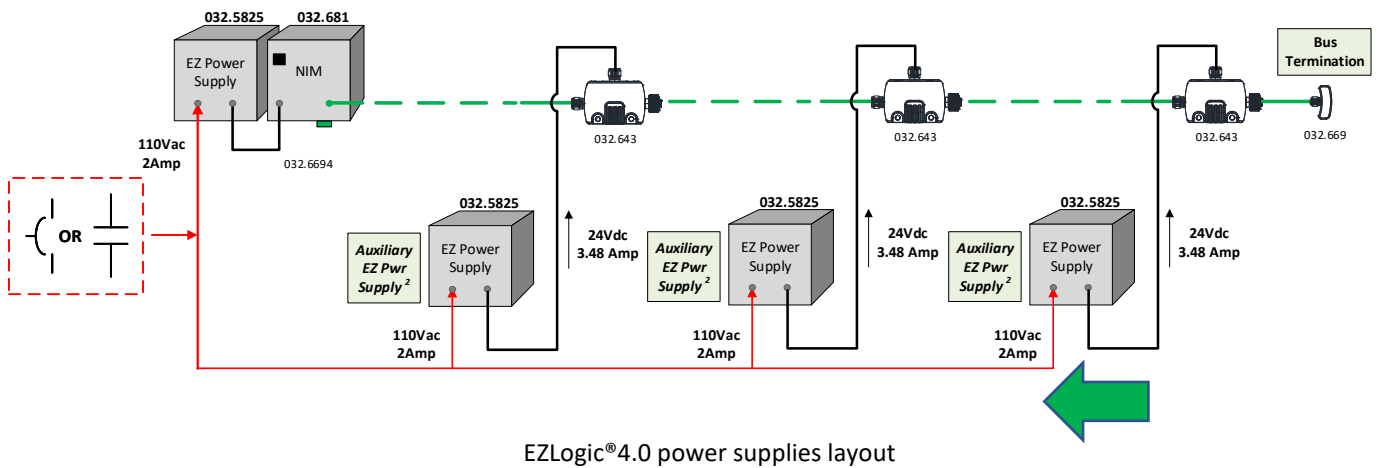 032.5825
032.681
EZ Power
Supply
NIM
032.6694
110Vac
2Amp
OR
032.643
032.643
032.643
Bus
Termination
032.669
032.5825
Auxiliary
EZ Pwr
Supply ²
EZ Power
Supply
24Vdc
3.48 Amp
110Vac
2Amp
032.5825
Auxiliary
EZ Pwr
Supply ²
EZ Power
Supply
24Vdc
3.48 Amp
110Vac
2Amp
032.5825
Auxiliary
EZ Pwr
Supply ²
EZ Power
Supply
24Vdc
3.48 Amp
110Vac
2Amp
EZLogic®4.0 power supplies layout